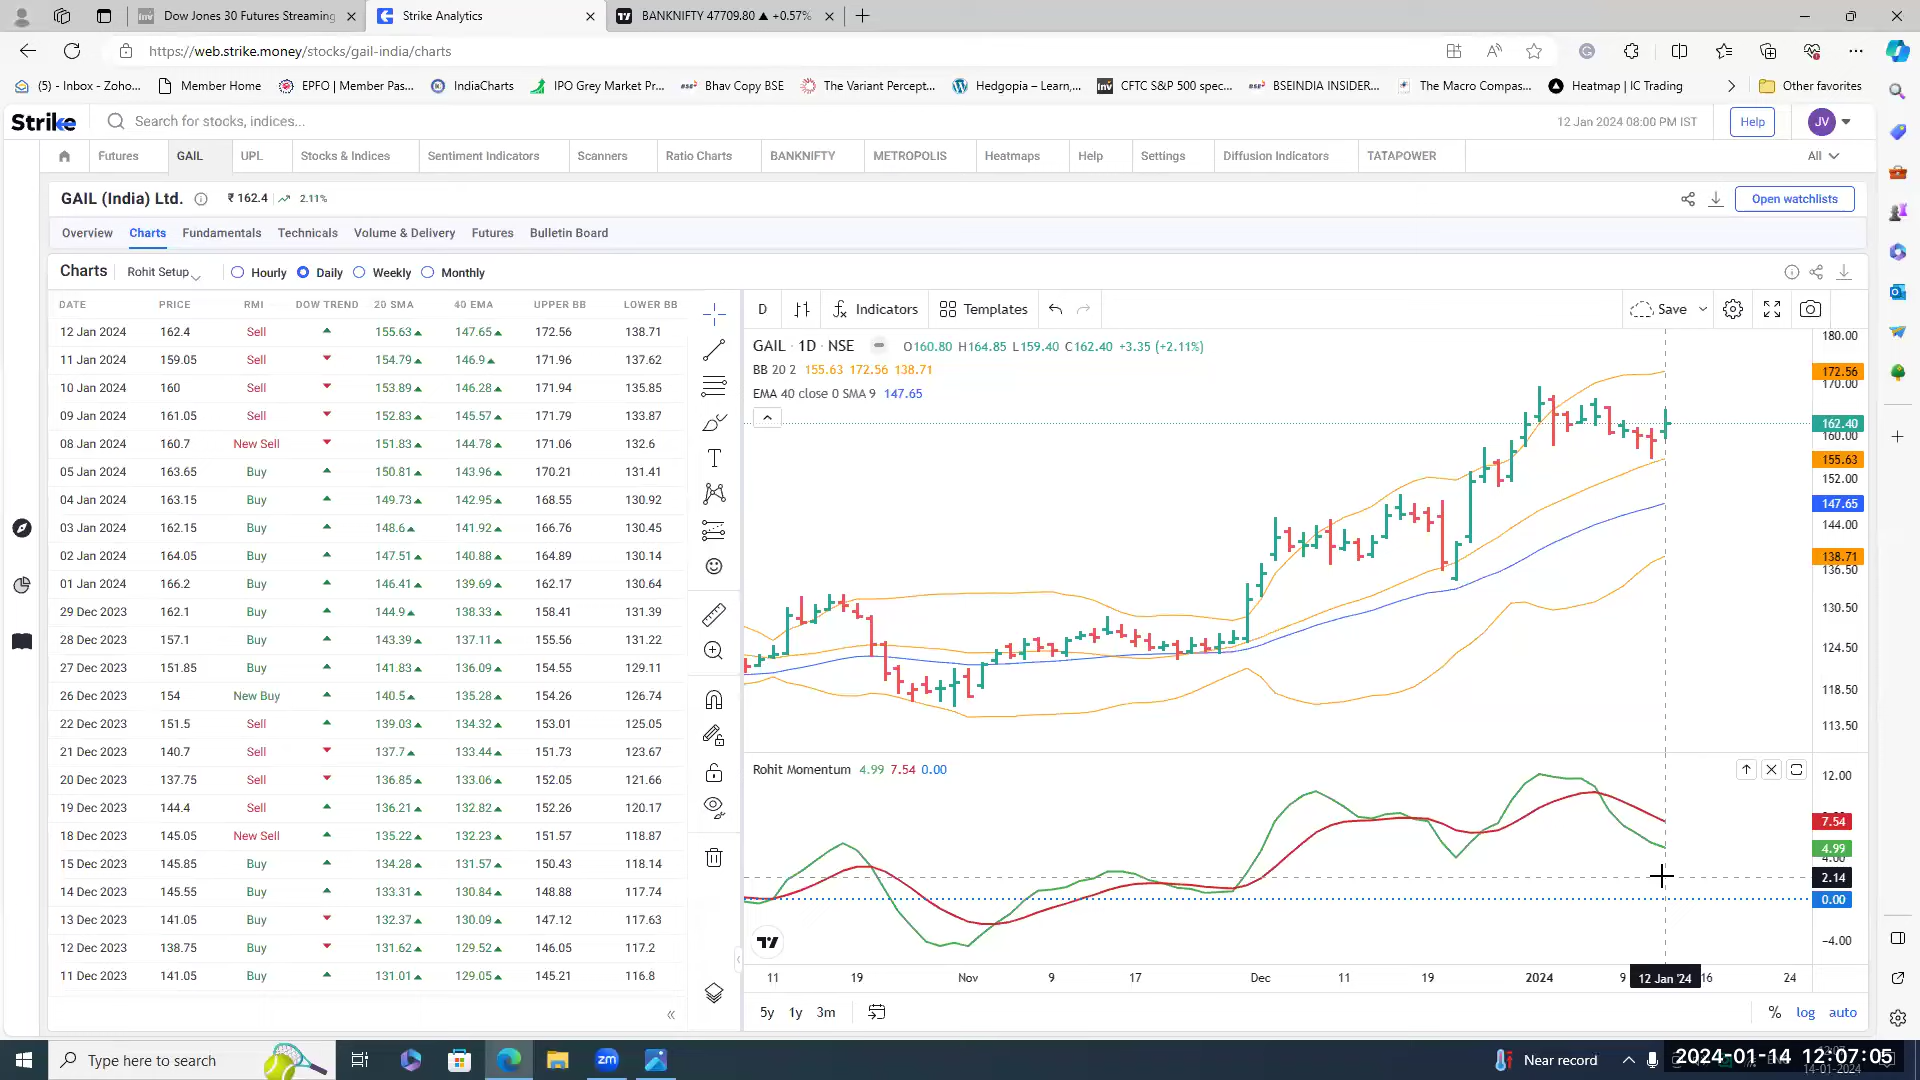 Dow Jones 30 Futures Streaming
Strike Analytics
BANKNIFTY 47709.80 ▲ +0.57%
https://web.strike.money/stocks/gail-india/charts
(5) - Inbox - Zoho...
Member Home
EPFO | Member Pas...
IndiaCharts
IPO Grey Market Pr...
Bhav Copy BSE
The Variant Percept...
Hedgopia – Learn,...
CFTC S&P 500 spec...
BSEINDIA INSIDER...
The Macro Compas...
Heatmap | IC Trading
Other favorites
Strike
Search for stocks, indices...
12 Jan 2024 08:00 PM IST
Help
JV
Futures
GAIL
UPL
Stocks & Indices
Sentiment Indicators
Scanners
Ratio Charts
BANKNIFTY
METROPOLIS
Heatmaps
Help
Settings
Diffusion Indicators
TATAPOWER
All
GAIL (India) Ltd. ₹ 162.4 2.11%
Open watchlists
Overview Charts Fundamentals Technicals Volume & Delivery Futures Bulletin Board
Charts Rohit Setup Hourly Daily Weekly Monthly
DATE PRICE RMI DOW TREND 20 SMA 40 EMA UPPER BB LOWER BB
12 Jan 2024 162.4 Sell ▲ 155.63▲ 147.65▲ 172.56 138.71
11 Jan 2024 159.05 Sell ▼ 154.79▲ 146.9▲ 171.96 137.62
10 Jan 2024 160 Sell ▼ 153.89▲ 146.28▲ 171.94 135.85
09 Jan 2024 161.05 Sell ▼ 152.83▲ 145.57▲ 171.79 133.87
08 Jan 2024 160.7 New Sell ▼ 151.83▲ 144.78▲ 171.06 132.6
05 Jan 2024 163.65 Buy ▲ 150.81▲ 143.96▲ 170.21 131.41
04 Jan 2024 163.15 Buy ▲ 149.73▲ 142.95▲ 168.55 130.92
03 Jan 2024 162.15 Buy ▲ 148.6▲ 141.92▲ 166.76 130.45
02 Jan 2024 164.05 Buy ▲ 147.51▲ 140.88▲ 164.89 130.14
01 Jan 2024 166.2 Buy ▲ 146.41▲ 139.69▲ 162.17 130.64
29 Dec 2023 162.1 Buy ▲ 144.9▲ 138.33▲ 158.41 131.39
28 Dec 2023 157.1 Buy ▲ 143.39▲ 137.11▲ 155.56 131.22
27 Dec 2023 151.85 Buy ▲ 141.83▲ 136.09▲ 154.55 129.11
26 Dec 2023 154 New Buy ▲ 140.5▲ 135.28▲ 154.26 126.74
22 Dec 2023 151.5 Sell ▲ 139.03▲ 134.32▲ 153.01 125.05
21 Dec 2023 140.7 Sell ▼ 137.7▲ 133.44▲ 151.73 123.67
20 Dec 2023 137.75 Sell ▼ 136.85▲ 133.06▲ 152.05 121.66
19 Dec 2023 144.4 Sell ▲ 136.21▲ 132.82▲ 152.26 120.17
18 Dec 2023 145.05 New Sell ▲ 135.22▲ 132.23▲ 151.57 118.87
15 Dec 2023 145.85 Buy ▲ 134.28▲ 131.57▲ 150.43 118.14
14 Dec 2023 145.55 Buy ▲ 133.31▲ 130.84▲ 148.88 117.74
13 Dec 2023 141.05 Buy ▼ 132.37▲ 130.09▲ 147.12 117.63
12 Dec 2023 138.75 Buy ▼ 131.62▲ 129.52▲ 146.05 117.2
11 Dec 2023 141.05 Buy ▲ 131.01▲ 129.05▲ 145.21 116.8
D Indicators Templates Save
GAIL · 1D · NSE O160.80 H164.85 L159.40 C162.40 +3.35 (+2.11%)
BB 20 2 155.63 172.56 138.71
EMA 40 close 0 SMA 9 147.65
180.00
172.56
170.00
162.40
160.00
155.63
152.00
147.65
144.00
138.71
136.50
130.50
124.50
118.50
113.50
Rohit Momentum 4.99 7.54 0.00
12.00
7.54
4.99
4.00
2.14
0.00
−4.00
11 19 Nov 9 17 Dec 11 19 2024 9 12 Jan '24 16 24
5y 1y 3m
% log auto
Type here to search
zm
Near record
2024-01-14 12:07:05
14-01-2024